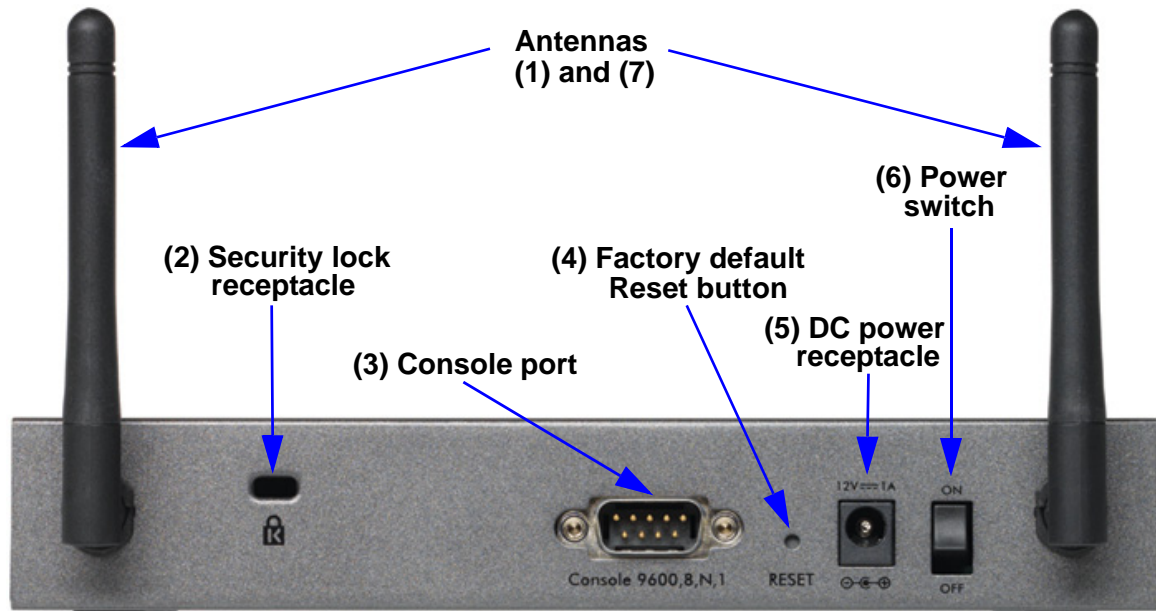 Antennas
(1) and (7)
(6) Power
switch
(2) Security lock
receptacle
(4) Factory default
Reset button
(5) DC power
receptacle
(3) Console port
12V⎓1A
ON
K
Console 9600,8,N,1
RESET
OFF